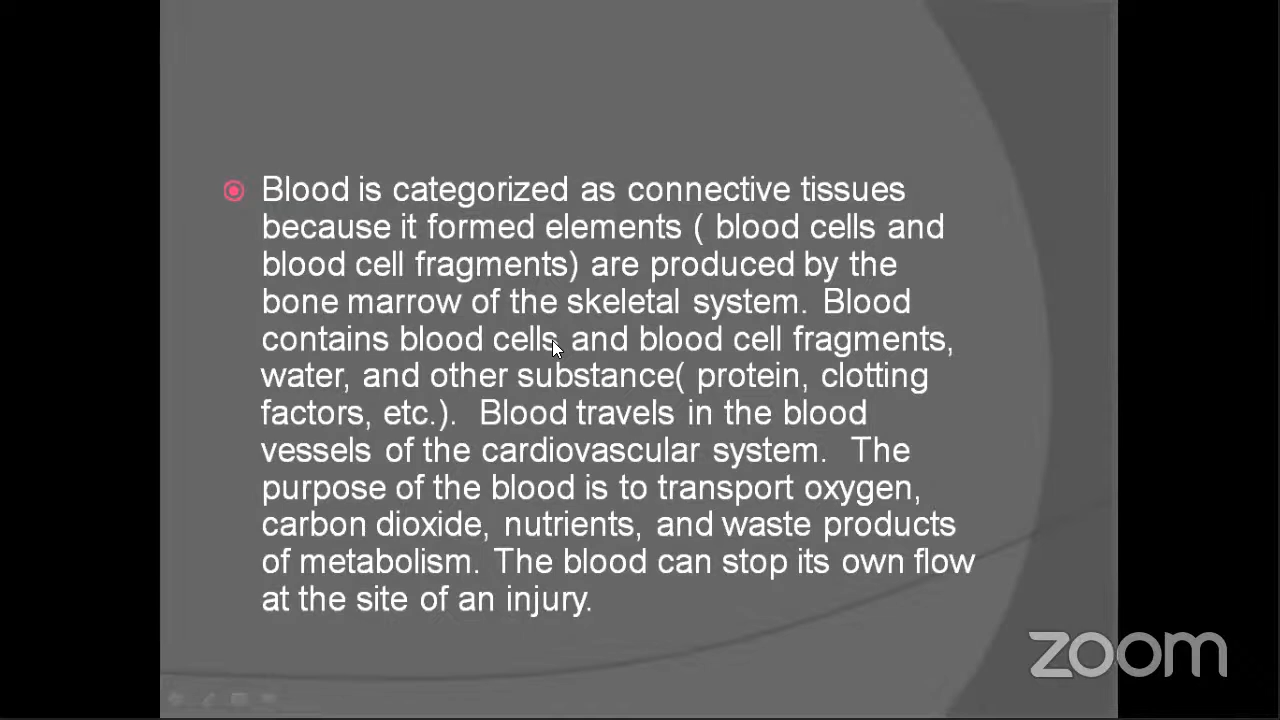 Blood is categorized as connective tissues
because it formed elements ( blood cells and
blood cell fragments) are produced by the
bone marrow of the skeletal system. Blood
contains blood cells and blood cell fragments,
water, and other substance( protein, clotting
factors, etc.). Blood travels in the blood
vessels of the cardiovascular system. The
purpose of the blood is to transport oxygen,
carbon dioxide, nutrients, and waste products
of metabolism. The blood can stop its own flow
at the site of an injury.
zoom